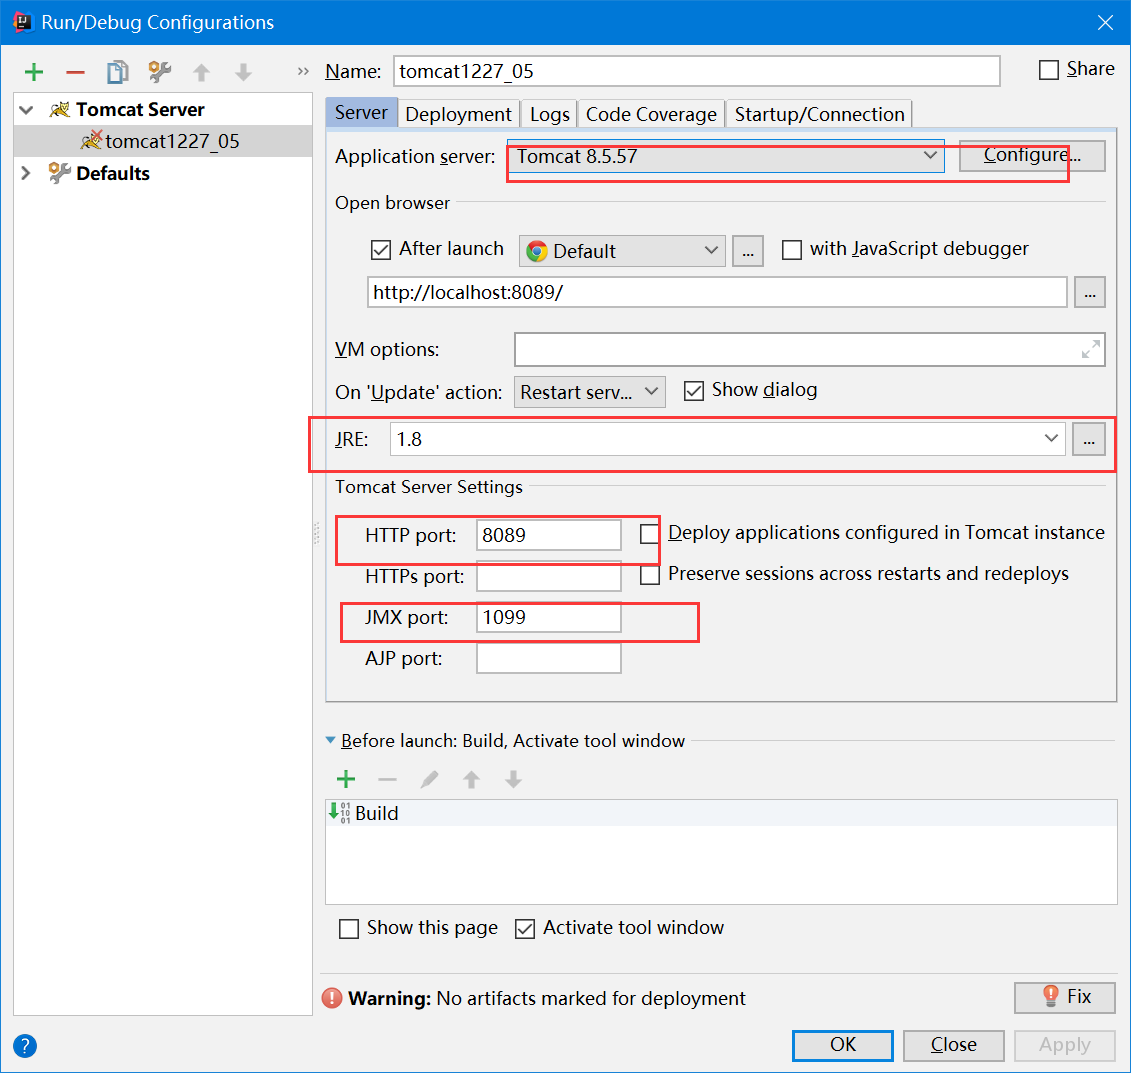 Run/Debug Configurations
Name: tomcat1227_05
Share
Tomcat Server
tomcat1227_05
Defaults
Server Deployment Logs Code Coverage Startup/Connection
Application server: Tomcat 8.5.57 Configure...
Open browser
After launch Default ... with JavaScript debugger
http://localhost:8089/ ...
VM options:
On 'Update' action: Restart serv... Show dialog
JRE: 1.8 ...
Tomcat Server Settings
HTTP port: 8089 Deploy applications configured in Tomcat instance
HTTPs port: Preserve sessions across restarts and redeploys
JMX port: 1099
AJP port:
Before launch: Build, Activate tool window
Build
Show this page Activate tool window
Warning: No artifacts marked for deployment Fix
? OK Close Apply